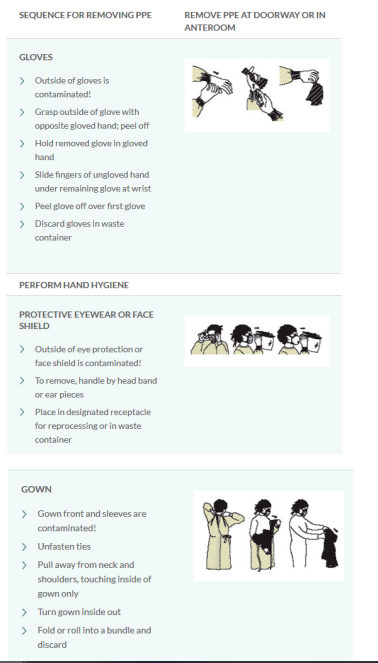 SEQUENCE FOR REMOVING PPE
REMOVE PPE AT DOORWAY OR IN
ANTEROOM
GLOVES
Outside of gloves is
contaminated!
Grasp outside of glove with
opposite gloved hand; peel off
Hold removed glove in gloved
hand
Slide fingers of ungloved hand
under remaining glove at wrist
Peel glove off over first glove
Discard gloves in waste
container
PERFORM HAND HYGIENE
PROTECTIVE EYEWEAR OR FACE
SHIELD
Outside of eye protection or
face shield is contaminated!
To remove, handle by head band
or ear pieces
Place in designated receptacle
for reprocessing or in waste
container
GOWN
Gown front and sleeves are
contaminated!
Unfasten ties
Pull away from neck and
shoulders, touching inside of
gown only
Turn gown inside out
Fold or roll into a bundle and
discard